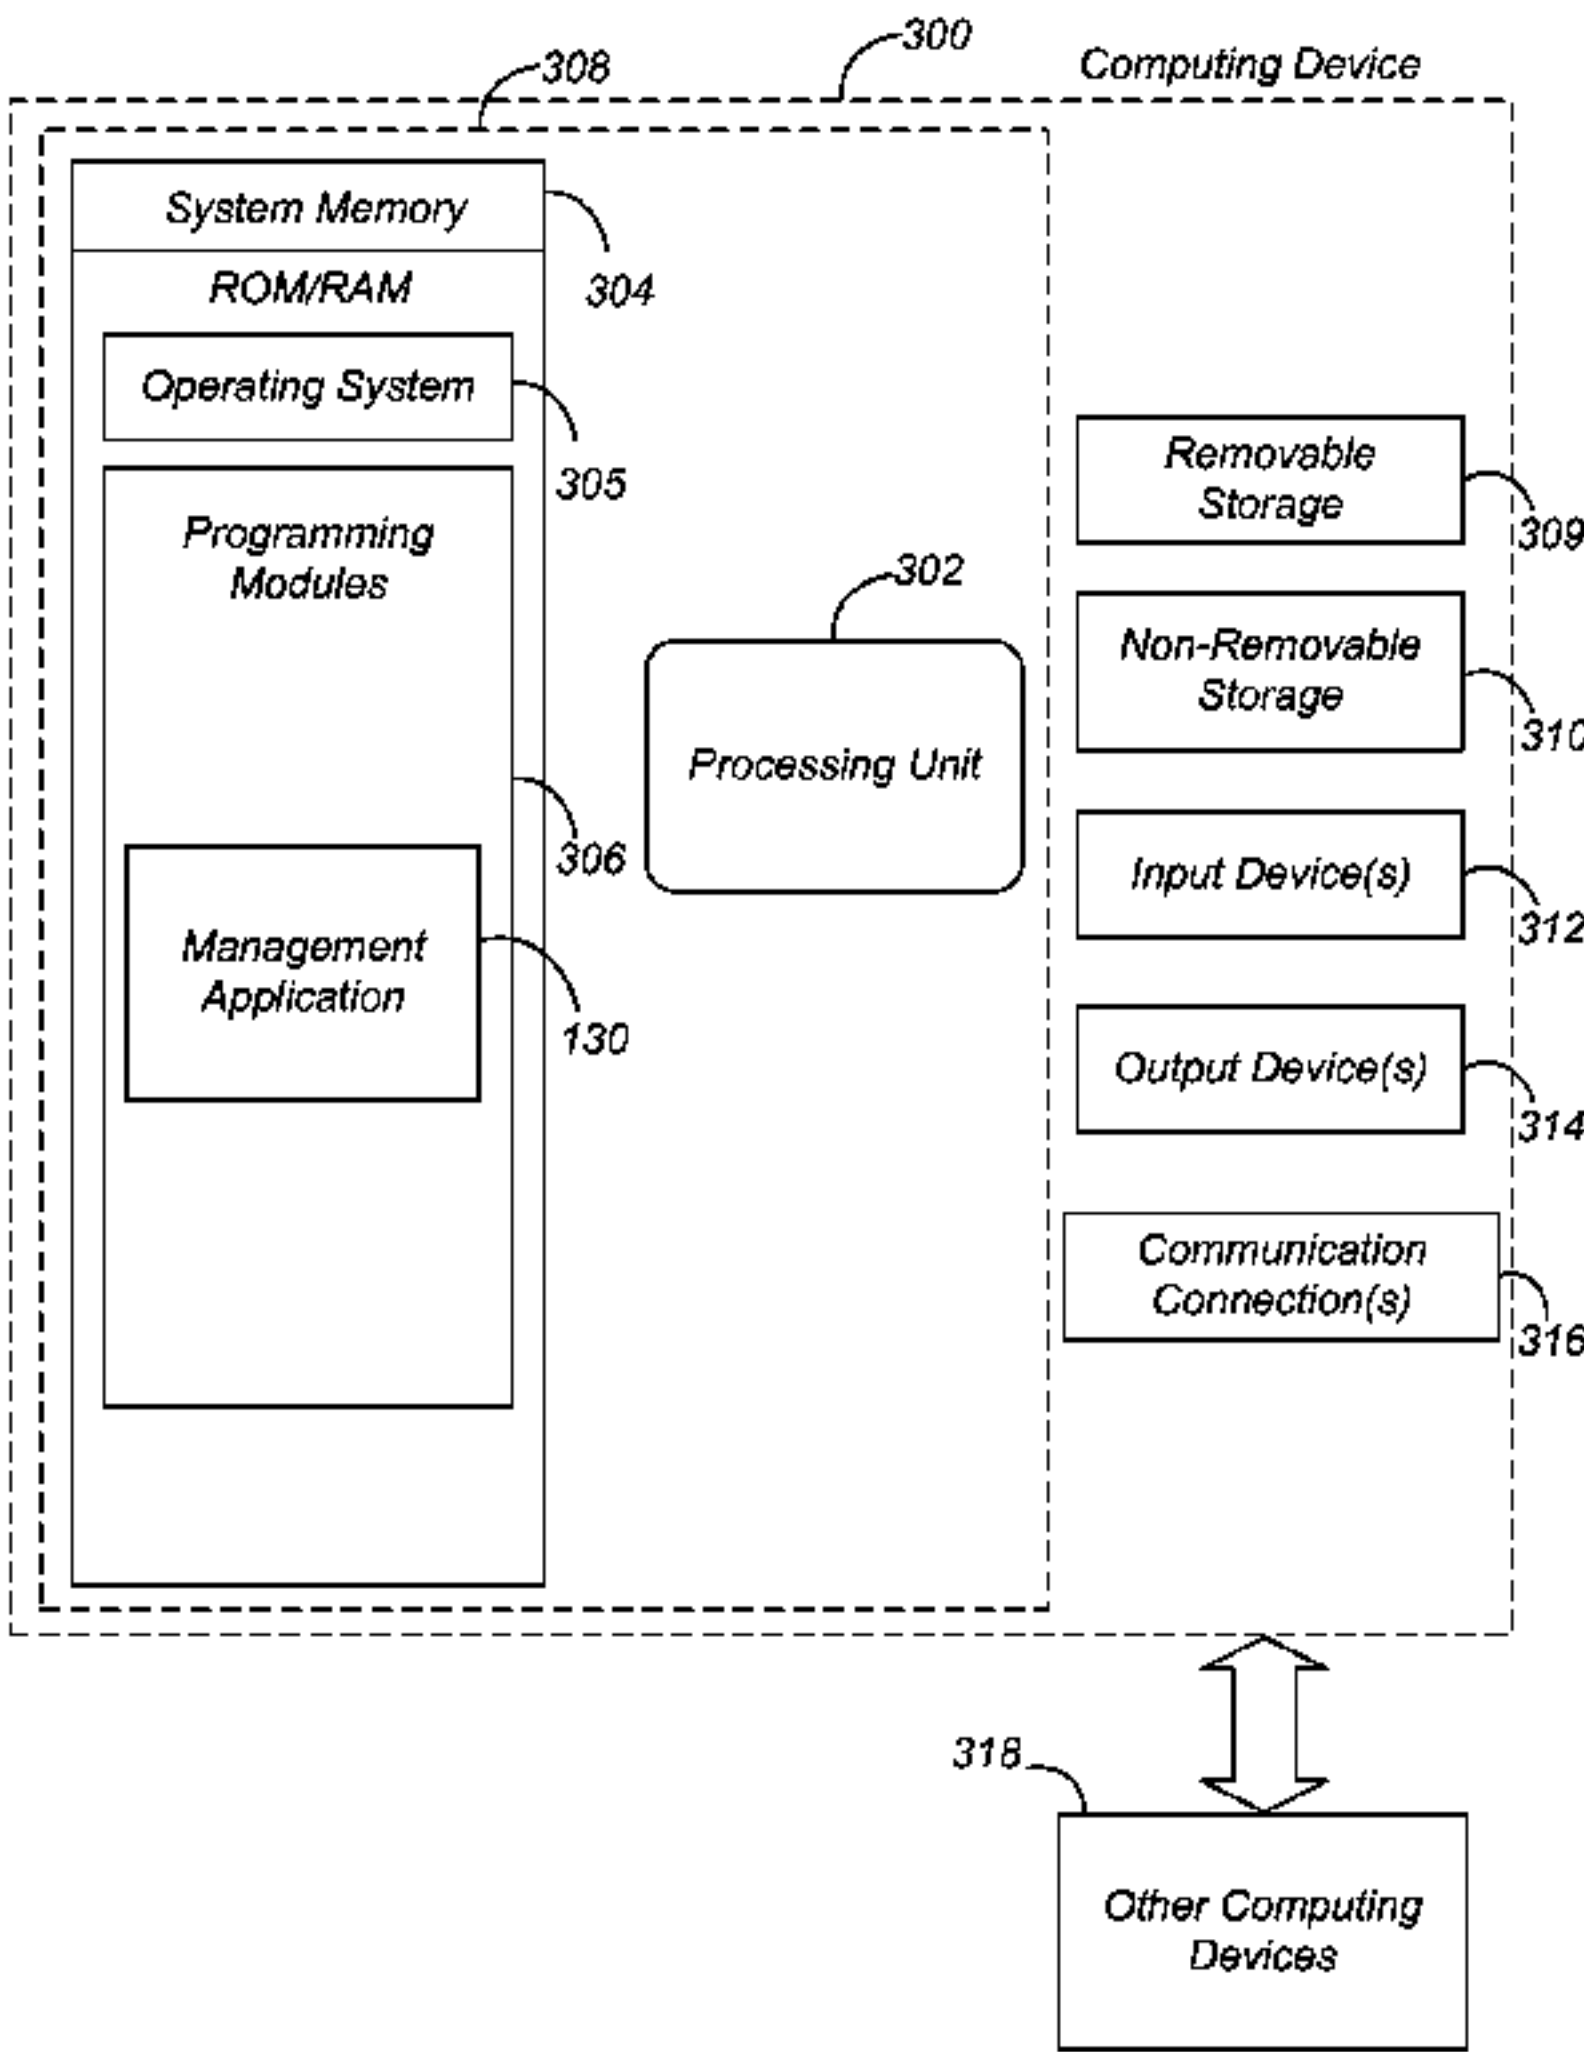 300
Computing Device
308
System Memory
304
ROM/RAM
Operating System
305
Programming
Modules
306
Management
Application
130
302
Processing Unit
Removable
Storage
309
Non-Removable
Storage
310
Input Device(s)
312
Output Device(s)
314
Communication
Connection(s)
316
318
Other Computing
Devices